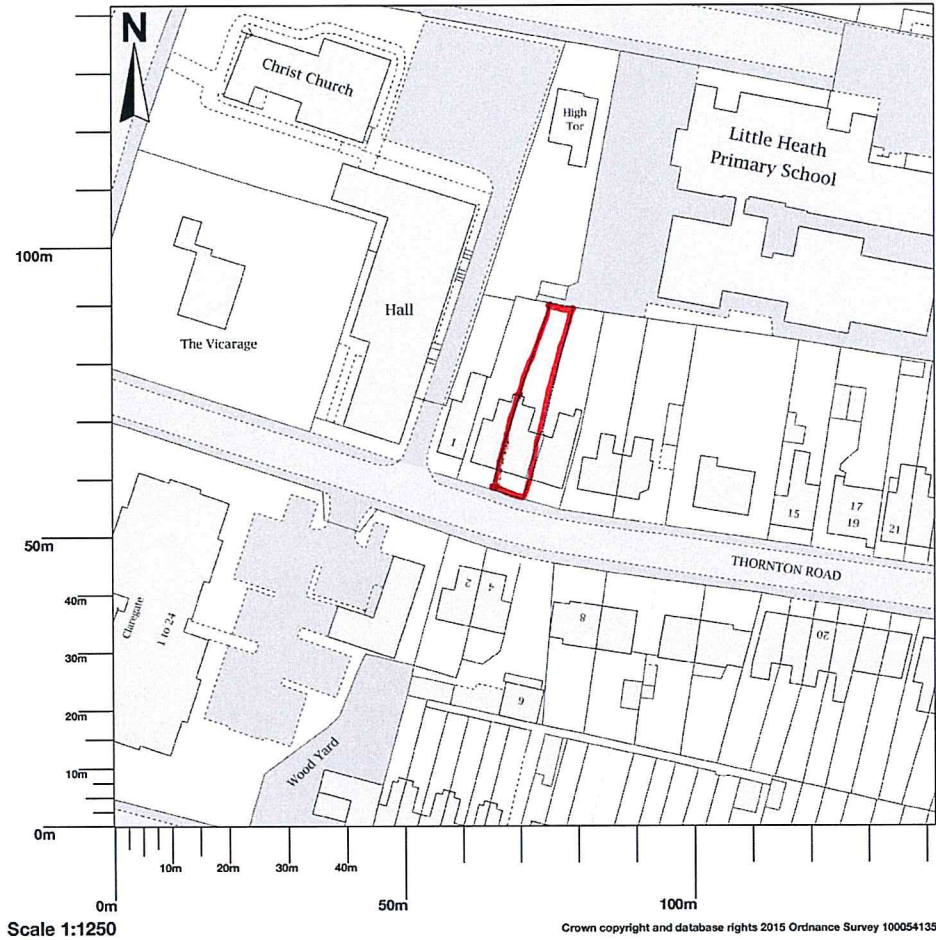 N
Christ Church
High
Tor
Little Heath
Primary School
100m
Hall
The Vicarage
1
15
17
19
21
50m
THORNTON ROAD
40m
2
4
8
20
Claregate
1 to 24
30m
6
20m
Wood Yard
10m
0m
10m
20m
30m
40m
0m
50m
100m
Scale 1:1250
Crown copyright and database rights 2015 Ordnance Survey 100054135